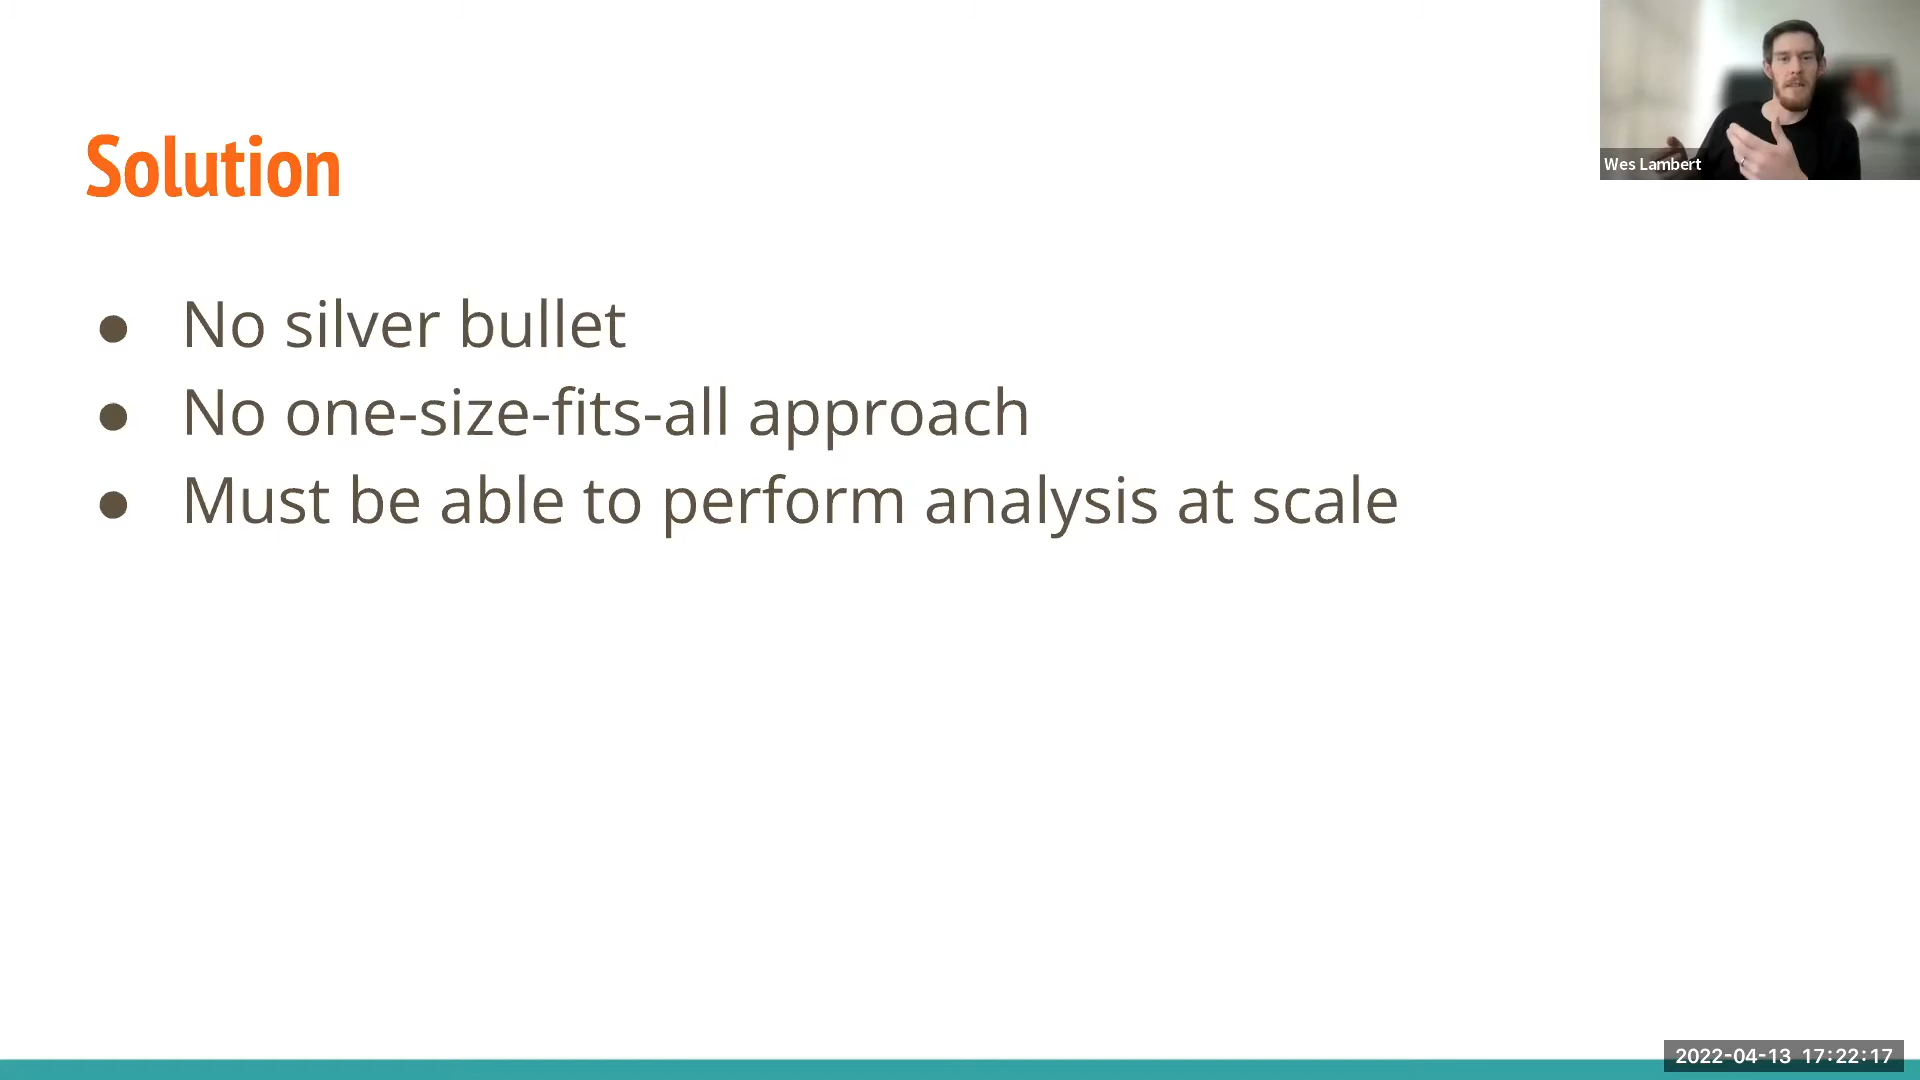 Solution
● No silver bullet
● No one-size-fits-all approach
● Must be able to perform analysis at scale
Wes Lambert
2022-04-13 17:22:17